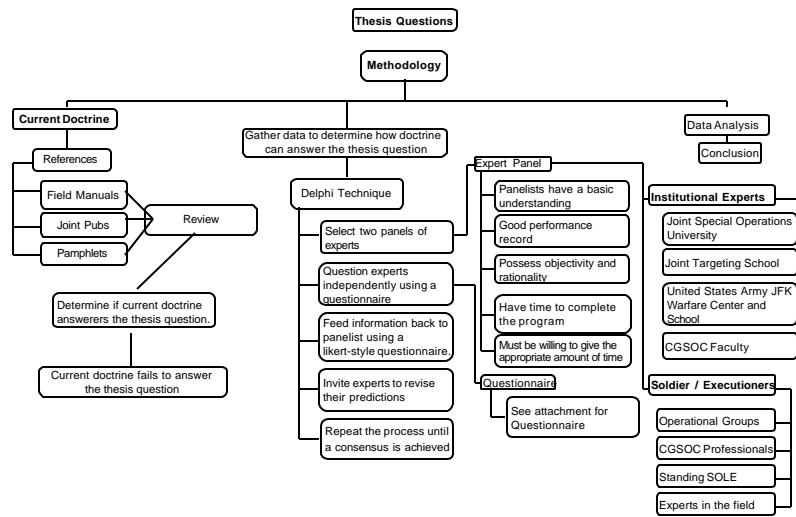 Thesis Questions
Methodology
Current Doctrine
References
Field Manuals
Joint Pubs
Pamphlets
Review
Determine if current doctrine
answerers the thesis question.
Current doctrine fails to answer
the thesis question
Gather data to determine how doctrine
can answer the thesis question
Delphi Technique
Select two panels of
experts
Question experts
independently using a
questionnaire
Feed information back to
panelist using a
likert-style questionnaire.
Invite experts to revise
their predictions
Repeat the process until
a consensus is achieved
Expert Panel
Panelists have a basic
understanding
Good performance
record
Possess objectivity and
rationality
Have time to complete
the program
Must be willing to give the
appropriate amount of time
Questionnaire
See attachment for
Questionnaire
Data Analysis
Conclusion
Institutional Experts
Joint Special Operations
University
Joint Targeting School
United States Army JFK
Warfare Center and
School
CGSOC Faculty
Soldier / Executioners
Operational Groups
CGSOC Professionals
Standing SOLE
Experts in the field